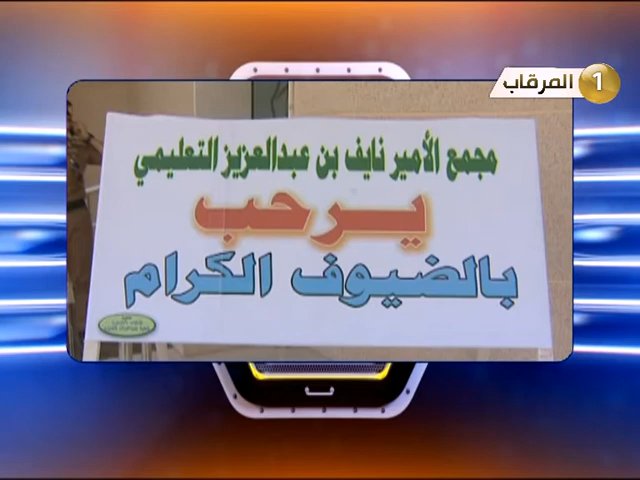 المرقاب 1
مجمع الأمير نايف بن عبدالعزيز التعليمي
يرحب
بالضيوف الكرام